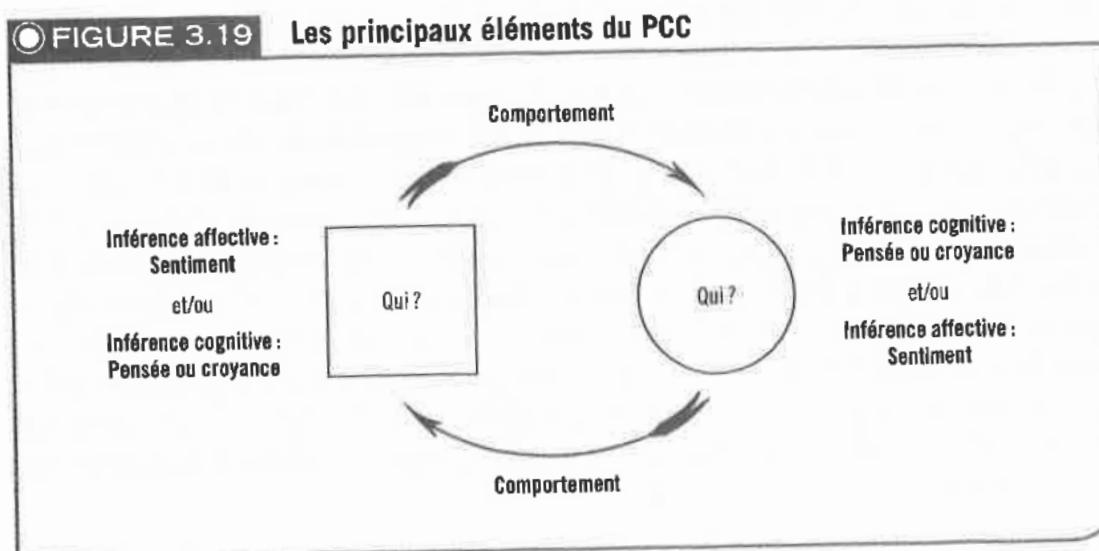 FIGURE 3.19 Les principaux éléments du PCC
Comportement
Inférence affective :
Sentiment
et/ou
Inférence cognitive :
Pensée ou croyance
Qui ?
Qui ?
Inférence cognitive :
Pensée ou croyance
et/ou
Inférence affective :
Sentiment
Comportement